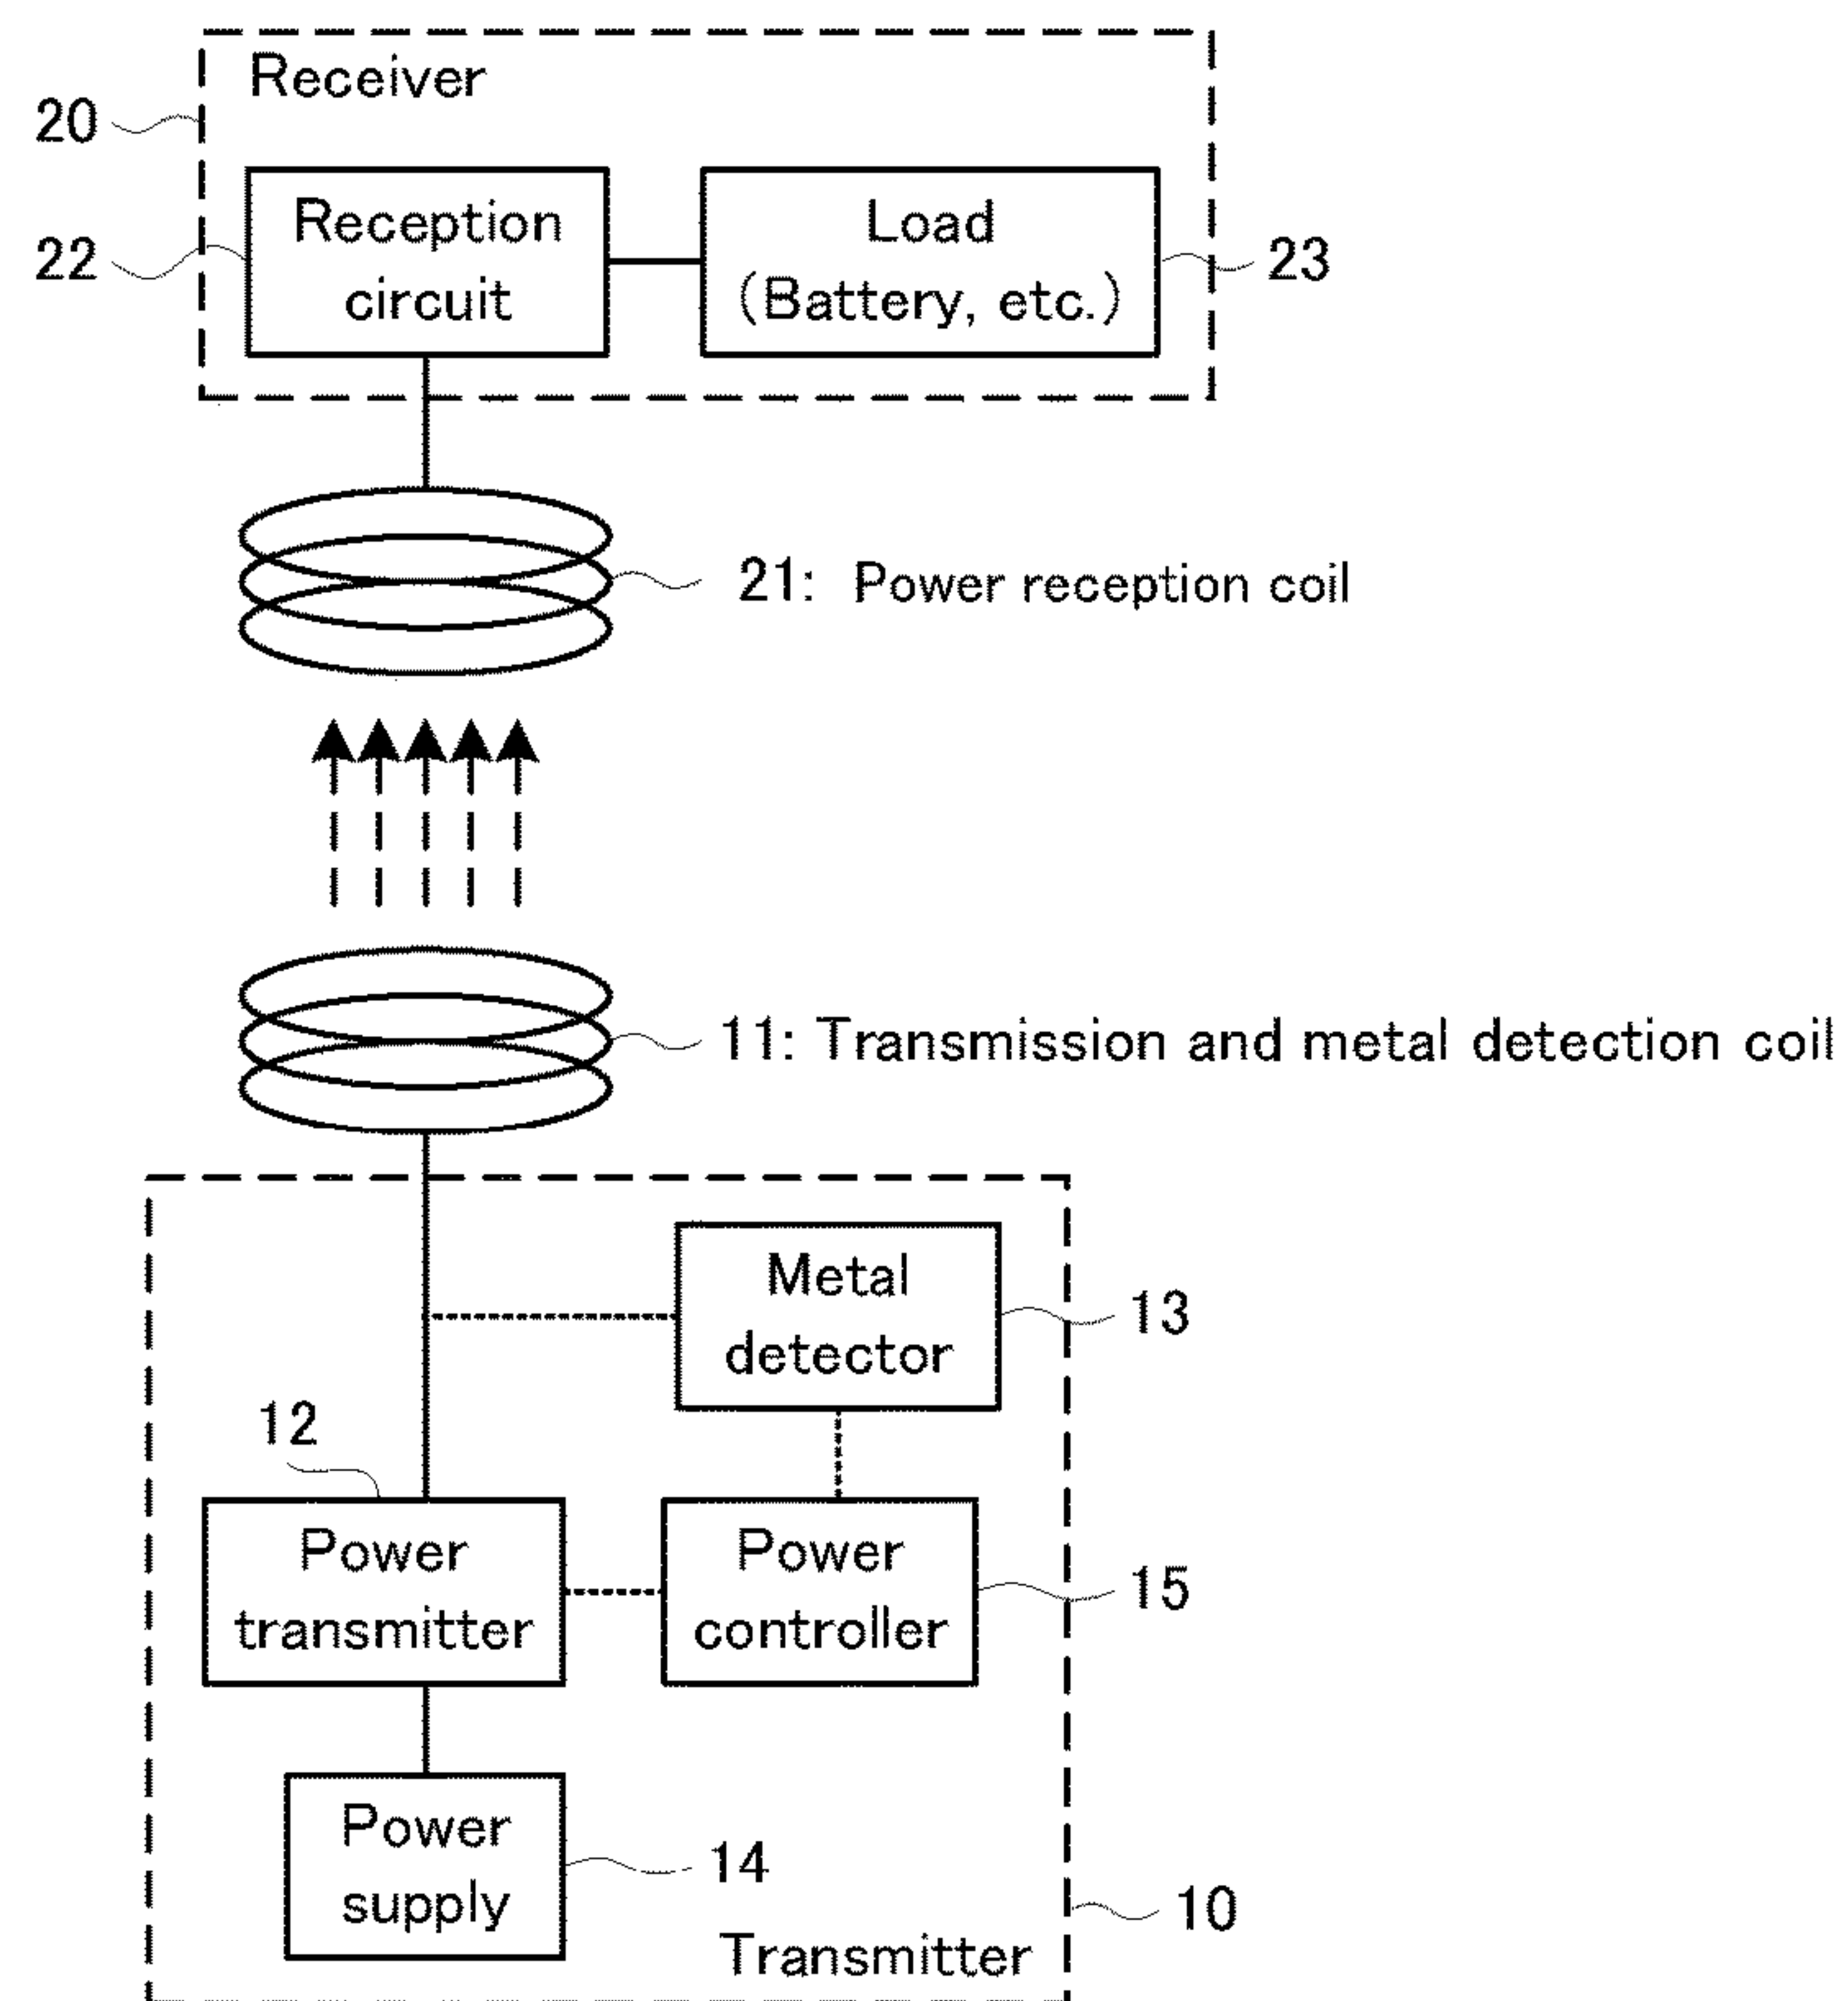 Receiver
20
Reception
circuit
22
Load
(Battery, etc.)
23
21: Power reception coil
11: Transmission and metal detection coil
Metal
detector
13
12
Power
transmitter
Power
controller
15
Power
supply
14
10
Transmitter